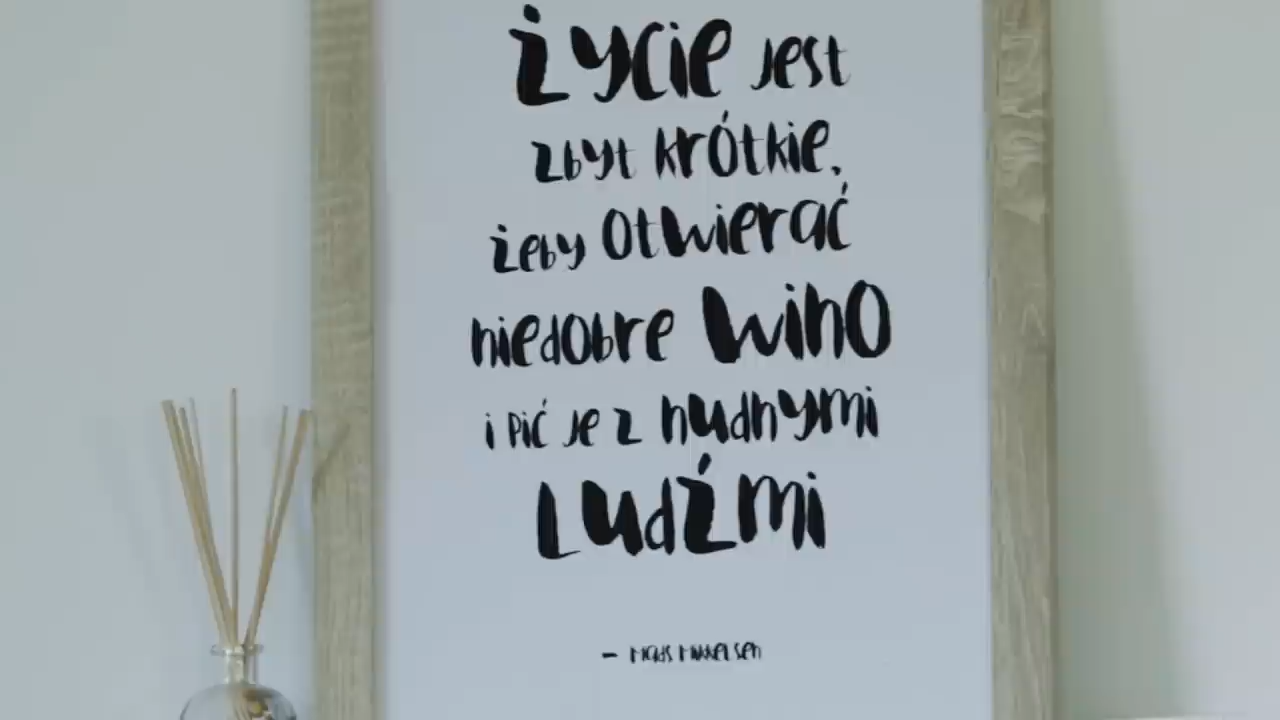 życie jest
zbyt krótkie,
żeby otwierać
niedobre wino
i pić je z nudnymi
ludźmi
– Mads Mikkelsen